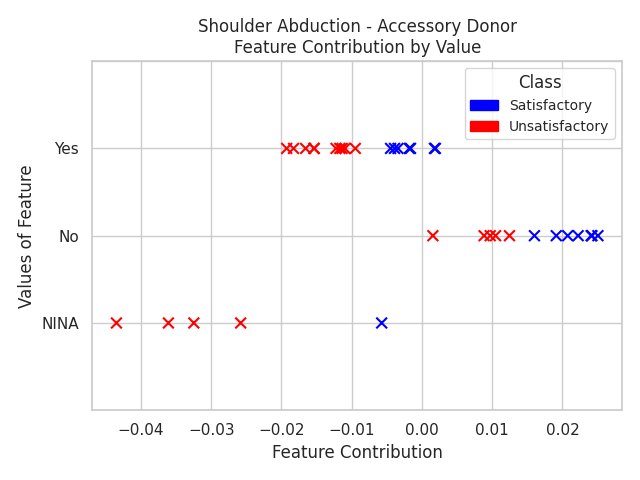 Shoulder Abduction - Accessory Donor
Feature Contribution by Value
Class
Satisfactory
Unsatisfactory
Values of Feature
Yes
No
NINA
−0.04 −0.03 −0.02 −0.01 0.00 0.01 0.02
Feature Contribution